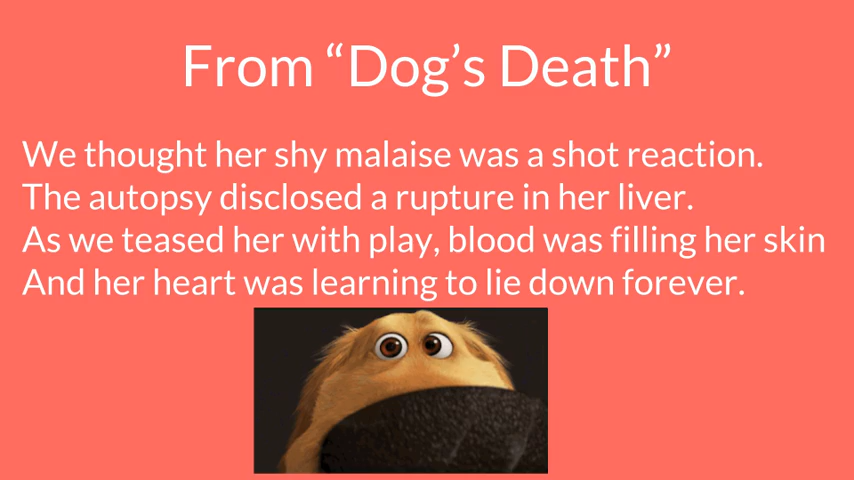 From “Dog’s Death”
We thought her shy malaise was a shot reaction.
The autopsy disclosed a rupture in her liver.
As we teased her with play, blood was filling her skin
And her heart was learning to lie down forever.